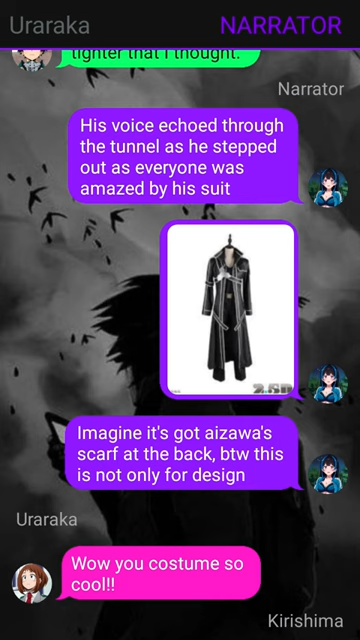 Uraraka NARRATOR
tighter that I thought.
Narrator
His voice echoed through
the tunnel as he stepped
out as everyone was
amazed by his suit
2.5D
Imagine it's got aizawa's
scarf at the back, btw this
is not only for design
Uraraka
Wow you costume so
cool!!
Kirishima